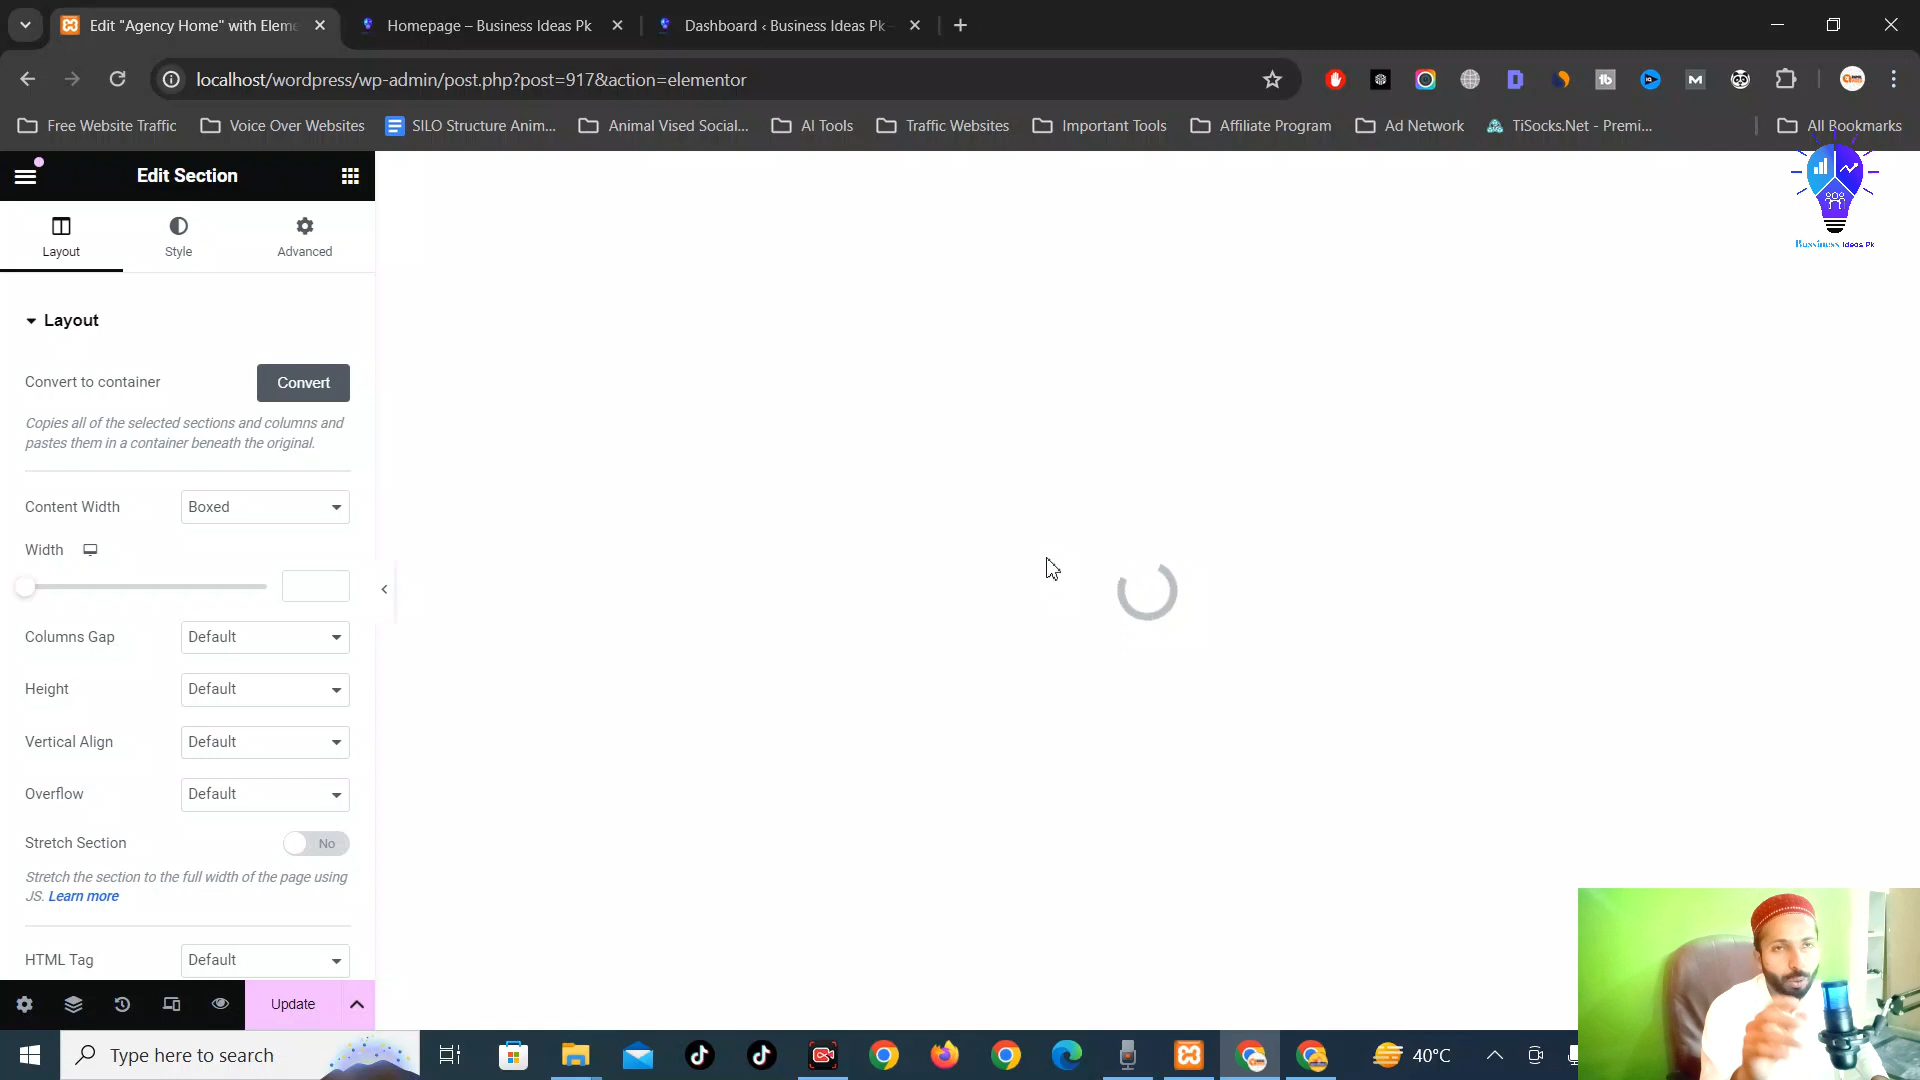 Edit "Agency Home" with Eleme
Homepage – Business Ideas Pk
Dashboard ‹ Business Ideas Pk –
localhost/wordpress/wp-admin/post.php?post=917&action=elementor
Free Website Traffic
Voice Over Websites
SILO Structure Anim...
Animal Vised Social...
AI Tools
Traffic Websites
Important Tools
Affiliate Program
Ad Network
TiSocks.Net - Premi...
All Bookmarks
Edit Section
Bussiness Ideas Pk
Layout
Style
Advanced
Layout
Convert to container
Convert
Copies all of the selected sections and columns and
pastes them in a container beneath the original.
Content Width
Boxed
Width
Columns Gap
Default
Height
Default
Vertical Align
Default
Overflow
Default
Stretch Section
No
Stretch the section to the full width of the page using
JS. Learn more
HTML Tag
Default
Update
Type here to search
40°C